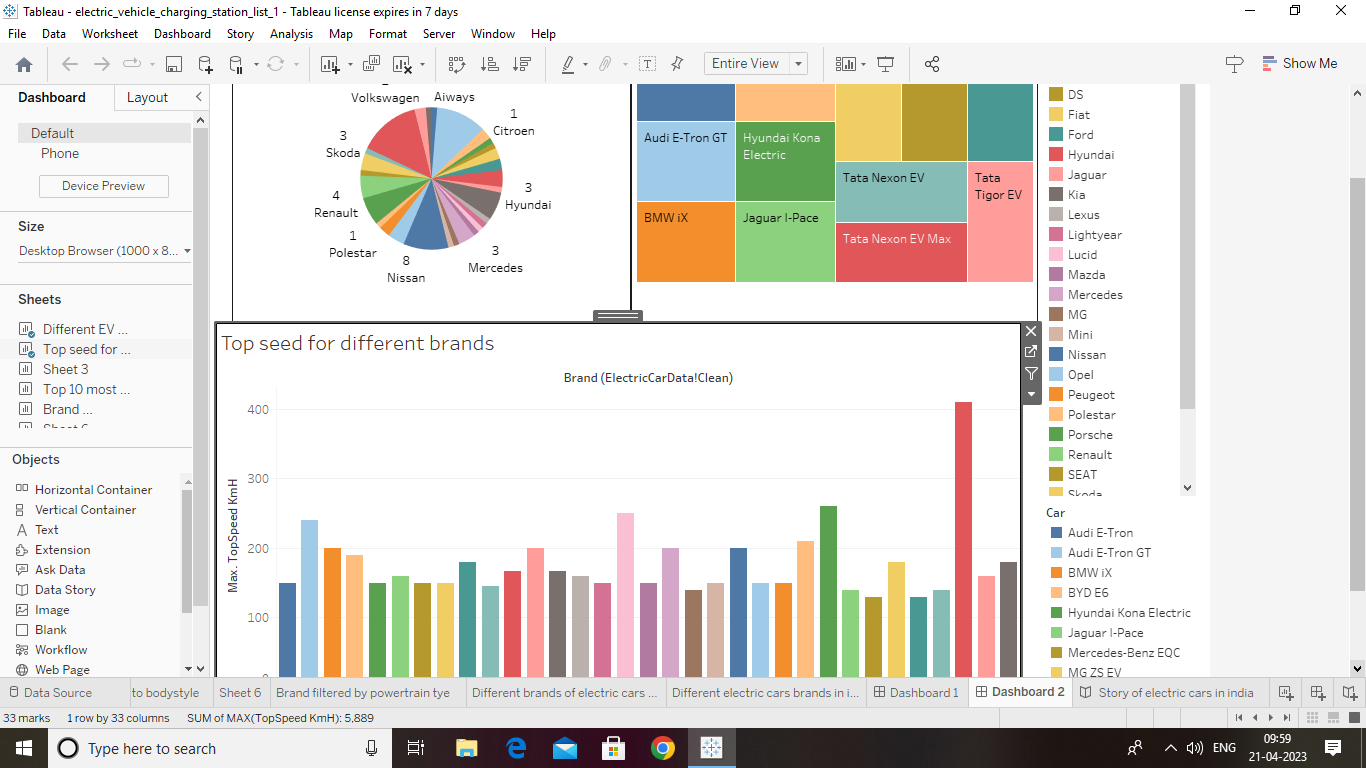 Tableau - electric_vehicle_charging_station_list_1 - Tableau license expires in 7 days
File Data Worksheet Dashboard Story Analysis Map Format Server Window Help
Entire View
Show Me
Dashboard Layout
Default
Phone
Device Preview
Size
Desktop Browser (1000 x 8...
Sheets
Different EV ...
Top seed for ...
Sheet 3
Top 10 most ...
Brand ...
Sheet 6
Objects
Horizontal Container
Vertical Container
Text
Extension
Ask Data
Data Story
Image
Blank
Workflow
Web Page
Volkswagen
Aiways
1
Citroen
3
Skoda
3
Hyundai
4
Renault
1
Polestar
8
Nissan
3
Mercedes
Audi E-Tron GT
Hyundai Kona
Electric
BMW iX
Jaguar I-Pace
Tata Nexon EV
Tata
Tigor EV
Tata Nexon EV Max
Top seed for different brands
Brand (ElectricCarData!Clean)
Max. TopSpeed KmH
400
300
200
100
DS
Fiat
Ford
Hyundai
Jaguar
Kia
Lexus
Lightyear
Lucid
Mazda
Mercedes
MG
Mini
Nissan
Opel
Peugeot
Polestar
Porsche
Renault
SEAT
Skoda
Car
Audi E-Tron
Audi E-Tron GT
BMW iX
BYD E6
Hyundai Kona Electric
Jaguar I-Pace
Mercedes-Benz EQC
MG ZS EV
Data Source
to bodystyle
Sheet 6
Brand filtered by powertrain tye
Different brands of electric cars ...
Different electric cars brands in i...
Dashboard 1
Dashboard 2
Story of electric cars in india
33 marks 1 row by 33 columns SUM of MAX(TopSpeed KmH): 5,889
Type here to search
ENG
09:59
21-04-2023